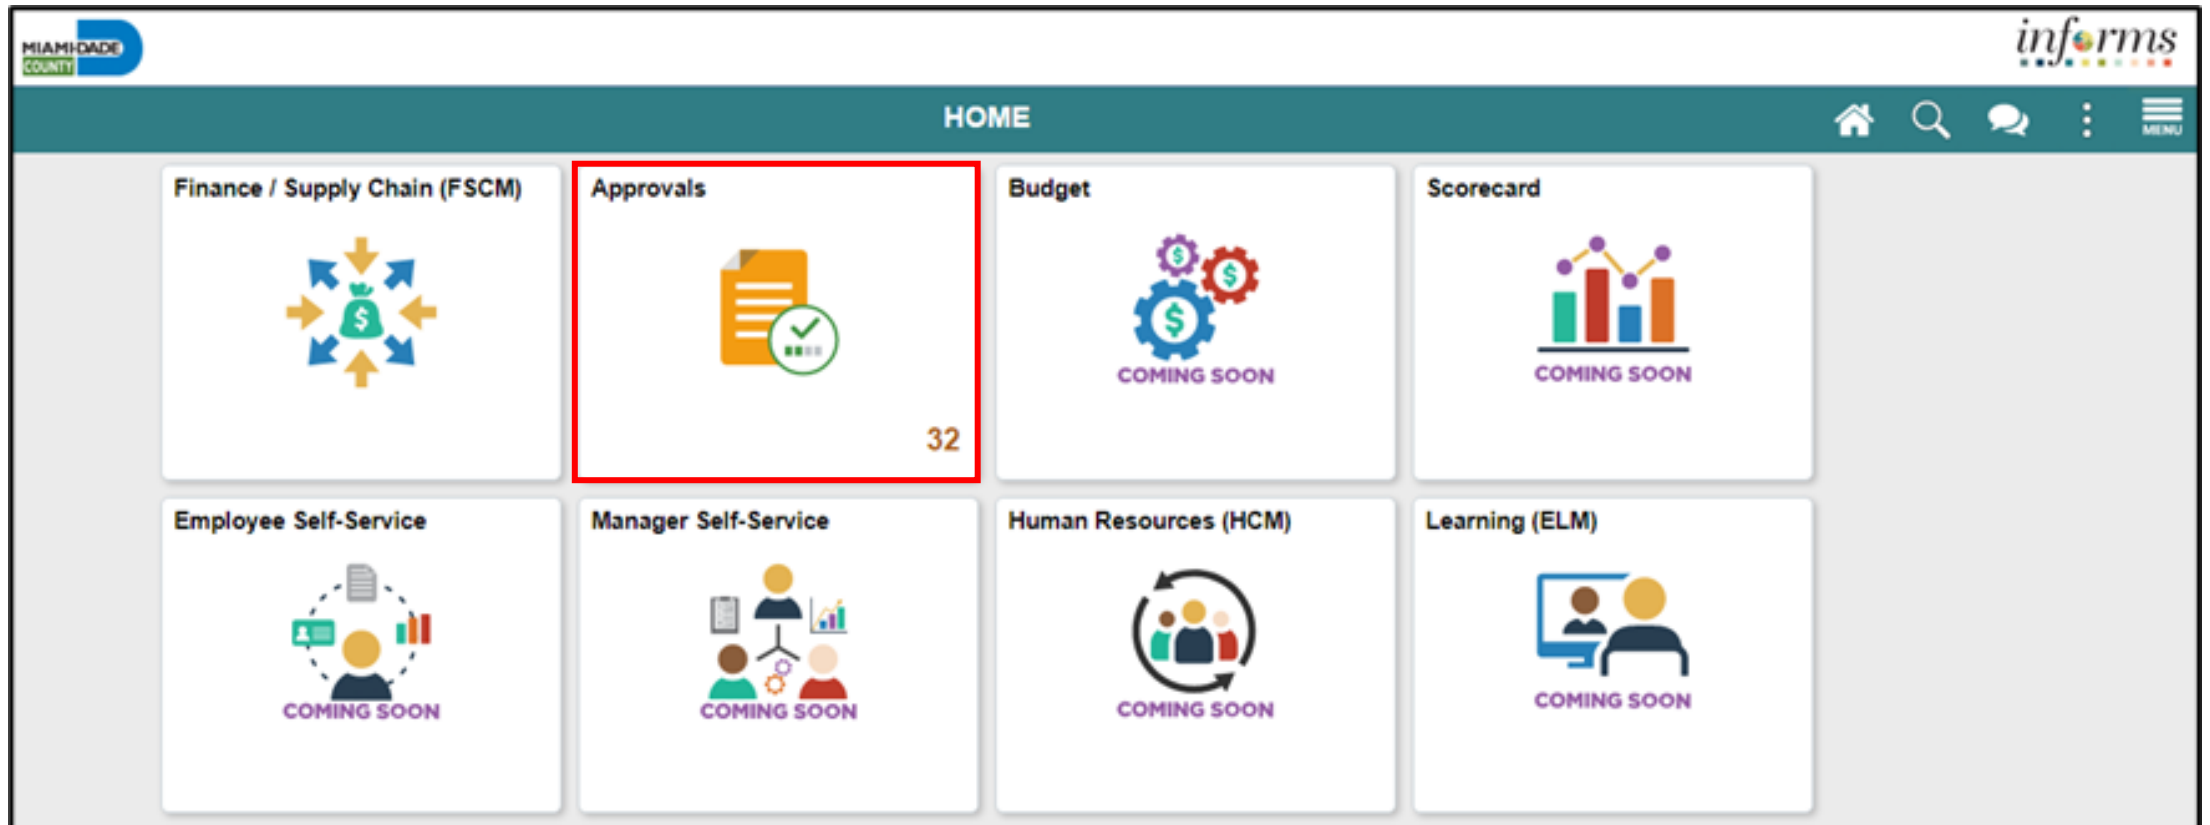 MIAMI-DADE
COUNTY
informs
HOME
MENU
Finance / Supply Chain (FSCM)
Approvals
Budget
Scorecard
COMING SOON
COMING SOON
32
Employee Self-Service
Manager Self-Service
Human Resources (HCM)
Learning (ELM)
COMING SOON
COMING SOON
COMING SOON
COMING SOON